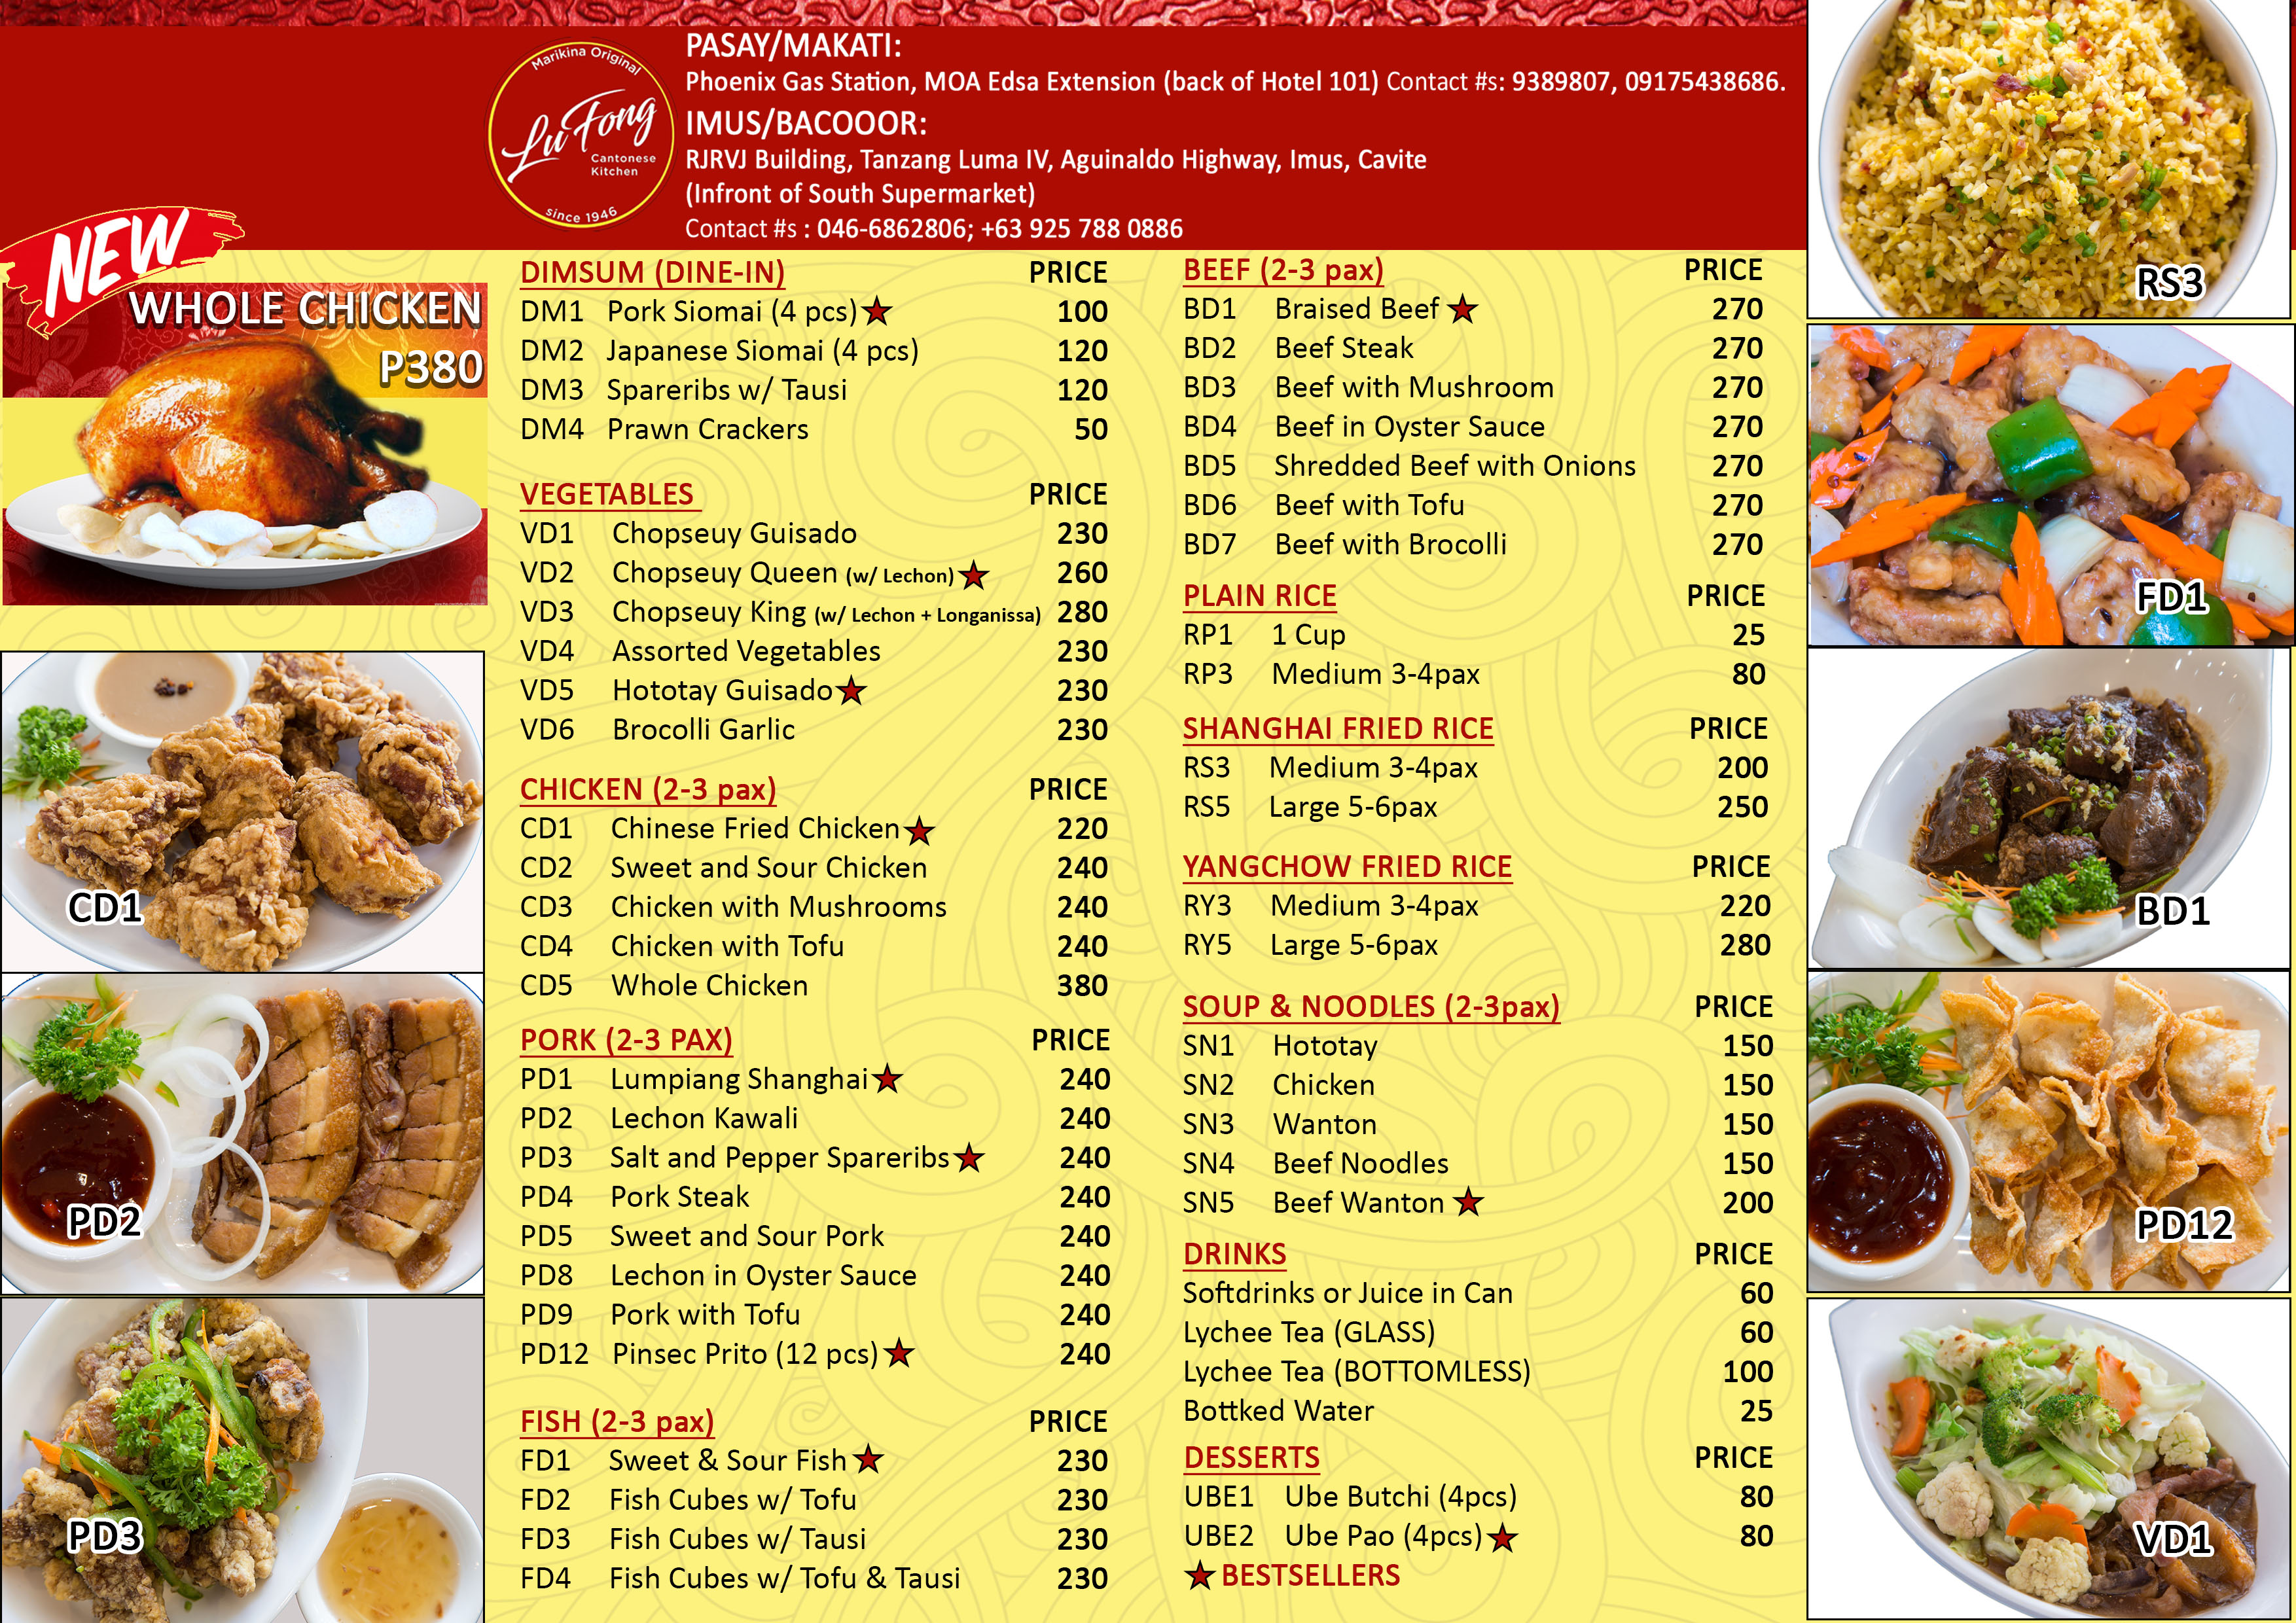 Marikina Original
Lu Fong
Cantonese
Kitchen
since 1946
PASAY/MAKATI:
Phoenix Gas Station, MOA Edsa Extension (back of Hotel 101) Contact #s: 9389807, 09175438686.
IMUS/BACOOOR:
RJRVJ Building, Tanzang Luma IV, Aguinaldo Highway, Imus, Cavite
(Infront of South Supermarket)
Contact #s : 046-6862806; +63 925 788 0886
NEW
WHOLE CHICKEN
P380
CD1
PD2
PD3
DIMSUM (DINE-IN) PRICE
DM1 Pork Siomai (4 pcs) 100
DM2 Japanese Siomai (4 pcs) 120
DM3 Spareribs w/ Tausi 120
DM4 Prawn Crackers 50
VEGETABLES PRICE
VD1 Chopseuy Guisado 230
VD2 Chopseuy Queen (w/ Lechon) 260
VD3 Chopseuy King (w/ Lechon + Longanissa) 280
VD4 Assorted Vegetables 230
VD5 Hototay Guisado 230
VD6 Brocolli Garlic 230
CHICKEN (2-3 pax) PRICE
CD1 Chinese Fried Chicken 220
CD2 Sweet and Sour Chicken 240
CD3 Chicken with Mushrooms 240
CD4 Chicken with Tofu 240
CD5 Whole Chicken 380
PORK (2-3 PAX) PRICE
PD1 Lumpiang Shanghai 240
PD2 Lechon Kawali 240
PD3 Salt and Pepper Spareribs 240
PD4 Pork Steak 240
PD5 Sweet and Sour Pork 240
PD8 Lechon in Oyster Sauce 240
PD9 Pork with Tofu 240
PD12 Pinsec Prito (12 pcs) 240
FISH (2-3 pax) PRICE
FD1 Sweet & Sour Fish 230
FD2 Fish Cubes w/ Tofu 230
FD3 Fish Cubes w/ Tausi 230
FD4 Fish Cubes w/ Tofu & Tausi 230
BEEF (2-3 pax) PRICE
BD1 Braised Beef 270
BD2 Beef Steak 270
BD3 Beef with Mushroom 270
BD4 Beef in Oyster Sauce 270
BD5 Shredded Beef with Onions 270
BD6 Beef with Tofu 270
BD7 Beef with Brocolli 270
PLAIN RICE PRICE
RP1 1 Cup 25
RP3 Medium 3-4pax 80
SHANGHAI FRIED RICE PRICE
RS3 Medium 3-4pax 200
RS5 Large 5-6pax 250
YANGCHOW FRIED RICE PRICE
RY3 Medium 3-4pax 220
RY5 Large 5-6pax 280
SOUP & NOODLES (2-3pax) PRICE
SN1 Hototay 150
SN2 Chicken 150
SN3 Wanton 150
SN4 Beef Noodles 150
SN5 Beef Wanton 200
DRINKS PRICE
Softdrinks or Juice in Can 60
Lychee Tea (GLASS) 60
Lychee Tea (BOTTOMLESS) 100
Bottked Water 25
DESSERTS PRICE
UBE1 Ube Butchi (4pcs) 80
UBE2 Ube Pao (4pcs) 80
BESTSELLERS
RS3
FD1
BD1
PD12
VD1